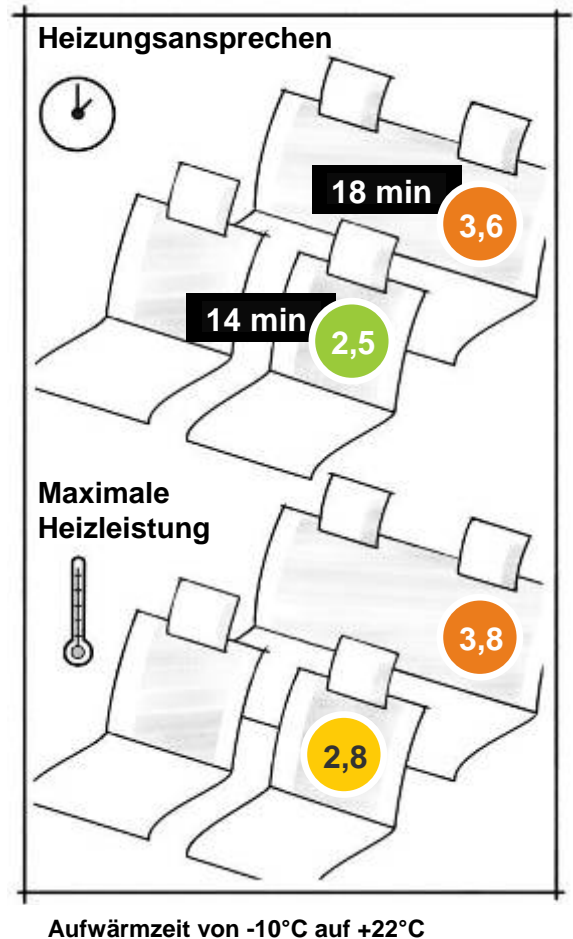 Heizungsansprechen
18 min
3,6
14 min
2,5
Maximale
Heizleistung
3,8
2,8
Aufwärmzeit von -10°C auf +22°C